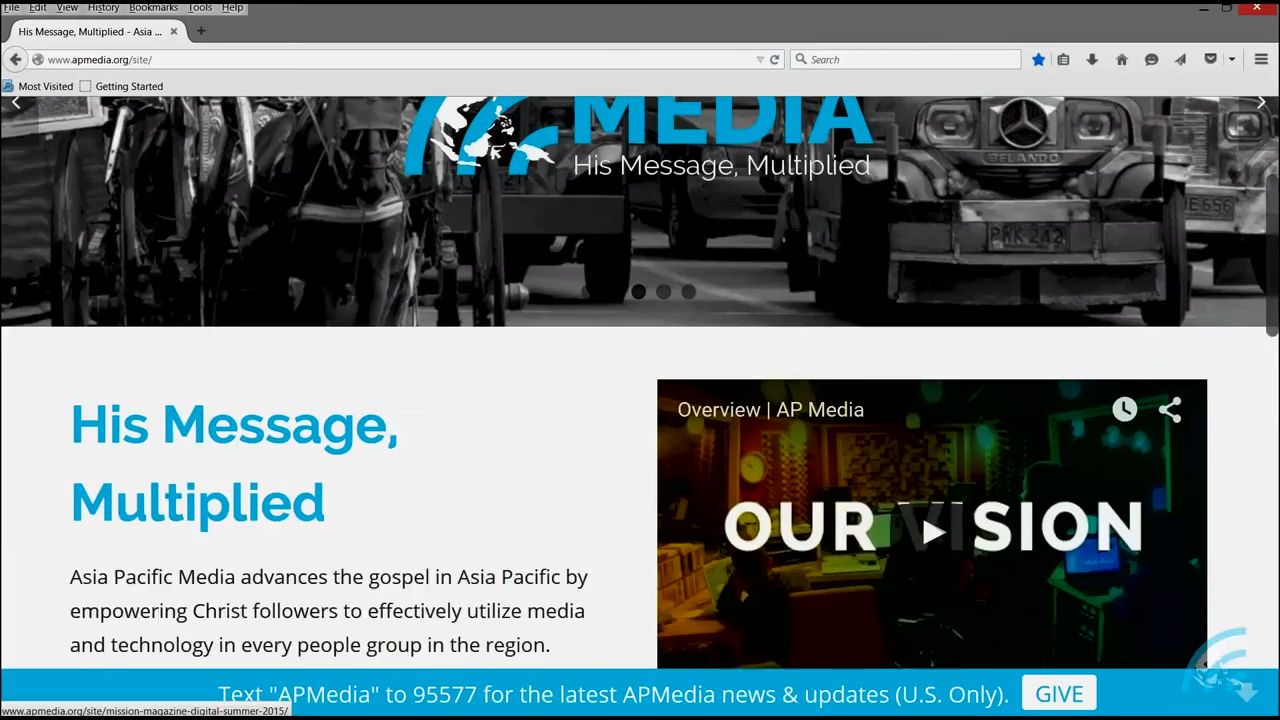 File Edit View History Bookmarks Tools Help
His Message, Multiplied - Asia ...
www.apmedia.org/site/
Search
Most Visited Getting Started
MEDIA
His Message, Multiplied
BELANDO
PRK 242
His Message,
Multiplied
Asia Pacific Media advances the gospel in Asia Pacific by
empowering Christ followers to effectively utilize media
and technology in every people group in the region.
Overview | AP Media
OUR VISION
Text "APMedia" to 95577 for the latest APMedia news & updates (U.S. Only).
GIVE
www.apmedia.org/site/mission-magazine-digital-summer-2015/